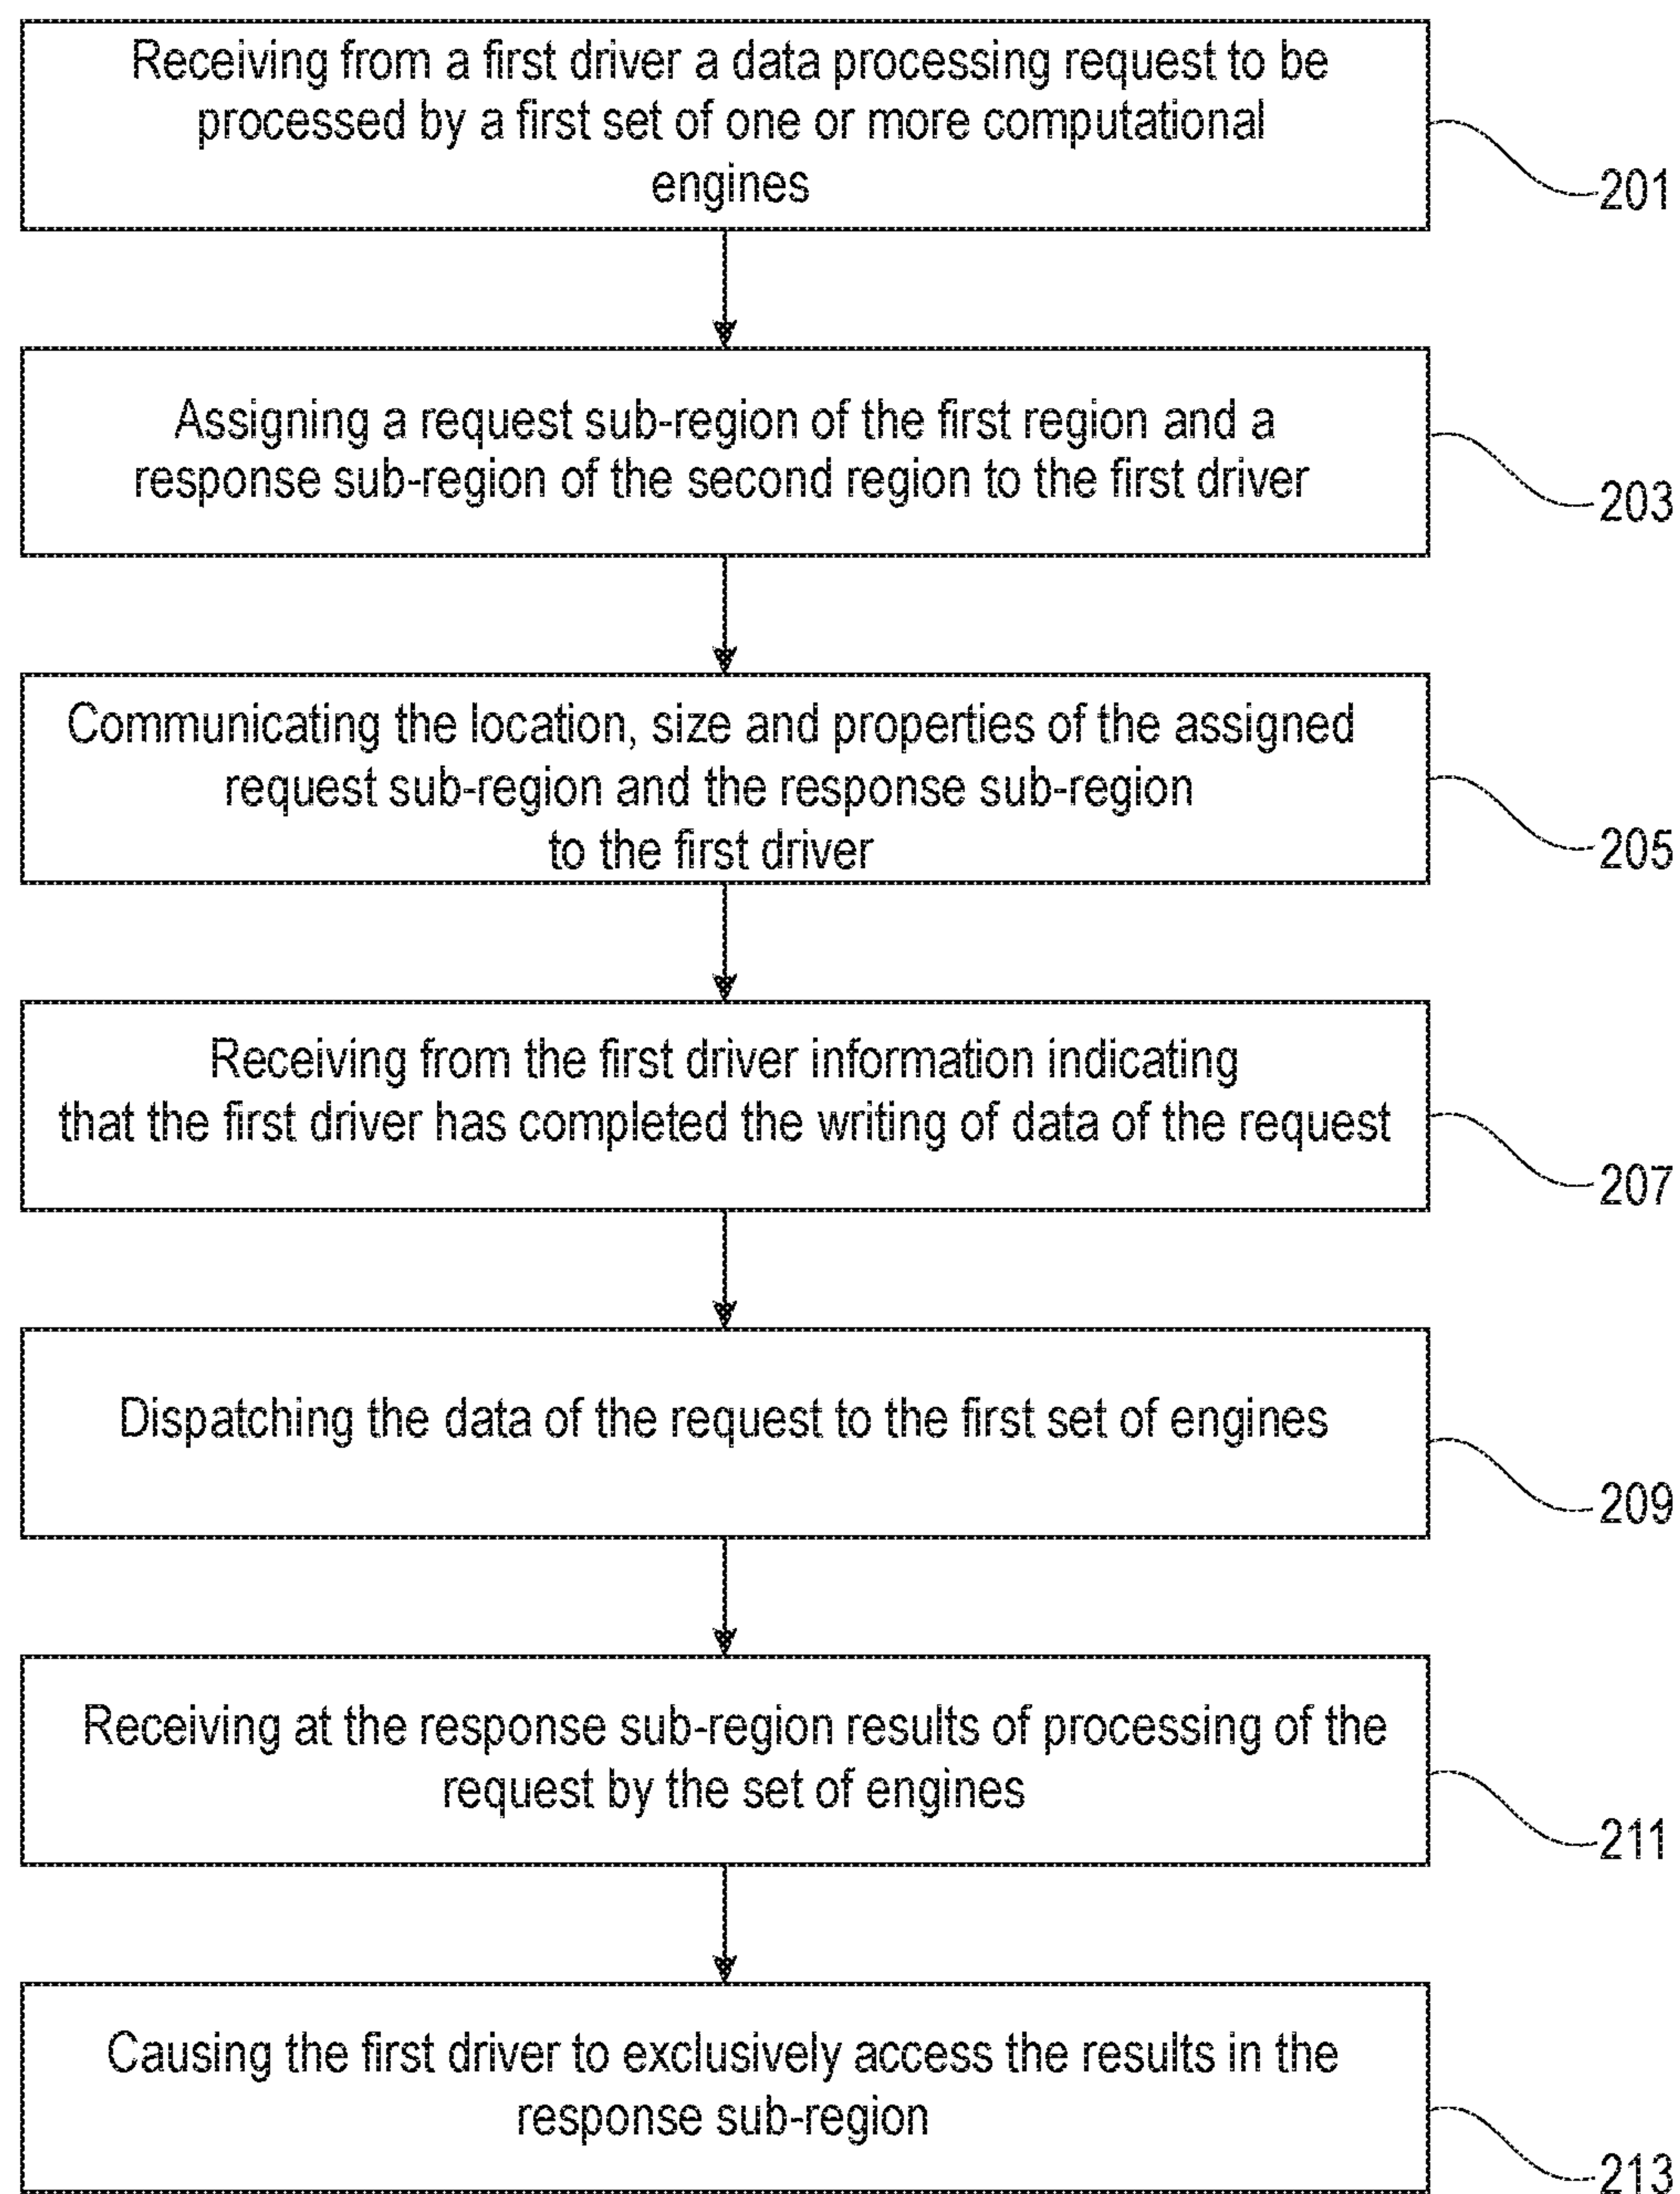 Receiving from a first driver a data processing request to be
processed by a first set of one or more computational
engines
201
Assigning a request sub-region of the first region and a
response sub-region of the second region to the first driver
203
Communicating the location, size and properties of the assigned
request sub-region and the response sub-region
to the first driver
205
Receiving from the first driver information indicating
that the first driver has completed the writing of data of the request
207
Dispatching the data of the request to the first set of engines
209
Receiving at the response sub-region results of processing of the
request by the set of engines
211
Causing the first driver to exclusively access the results in the
response sub-region
213